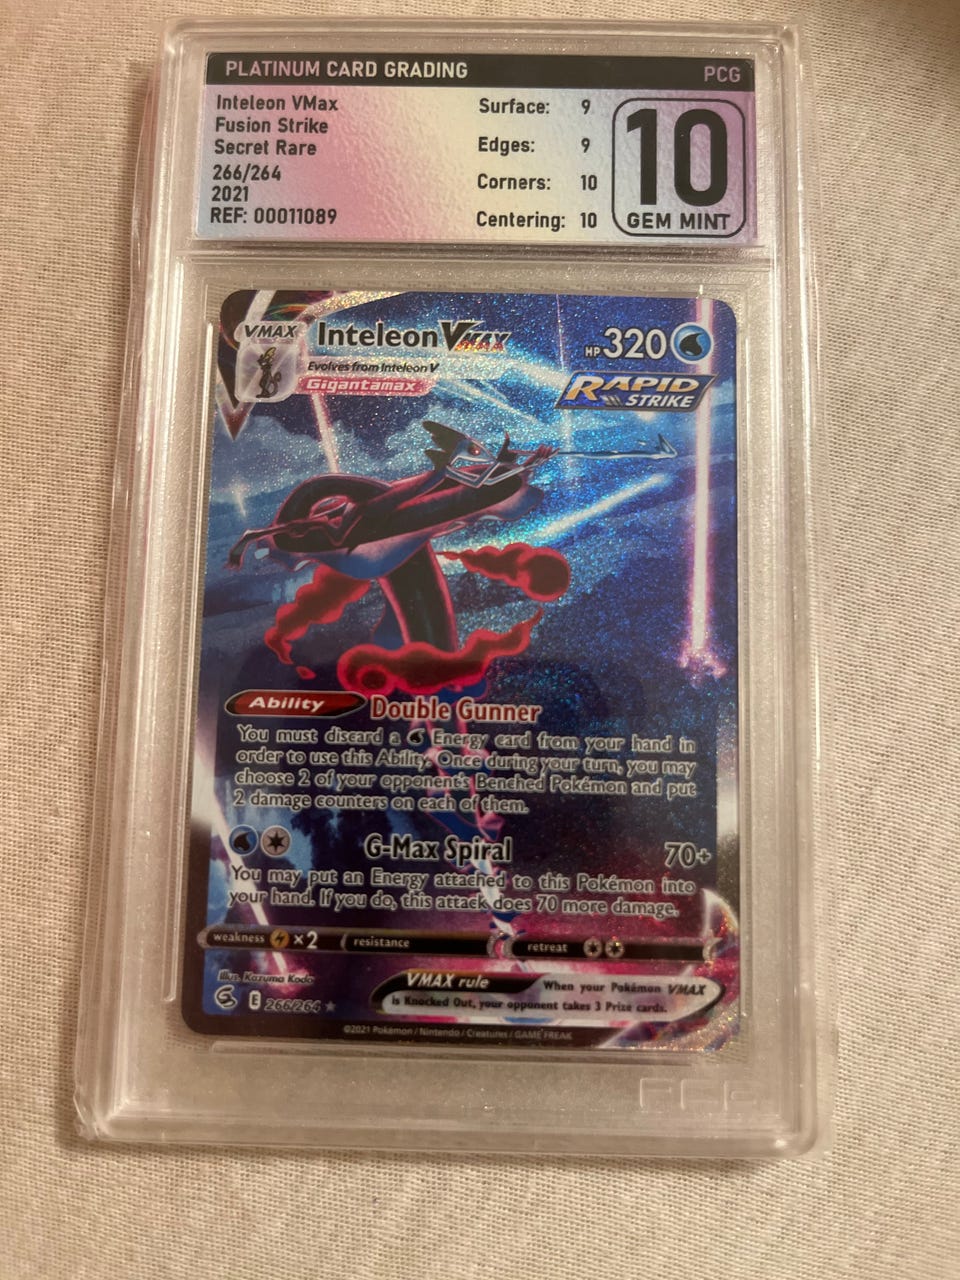 PLATINUM CARD GRADING PCG
Inteleon VMax
Fusion Strike
Secret Rare
266/264
2021
REF: 00011089
Surface: 9
Edges: 9
Corners: 10
Centering: 10
10
GEM MINT
VMAX
Inteleon VMAX
HP 320
Evolves from Inteleon V
Gigantamax
RAPID
STRIKE
Ability Double Gunner
You must discard a Energy card from your hand in
order to use this Ability. Once during your turn, you may
choose 2 of your opponent's Benched Pokémon and put
2 damage counters on each of them.
G-Max Spiral 70+
You may put an Energy attached to this Pokémon into
your hand. If you do, this attack does 70 more damage.
weakness ×2 resistance retreat
Illus. Kazuma Koda
E 266/264
VMAX rule When your Pokémon VMAX
is Knocked Out, your opponent takes 3 Prize cards.
©2021 Pokémon / Nintendo / Creatures / GAME FREAK